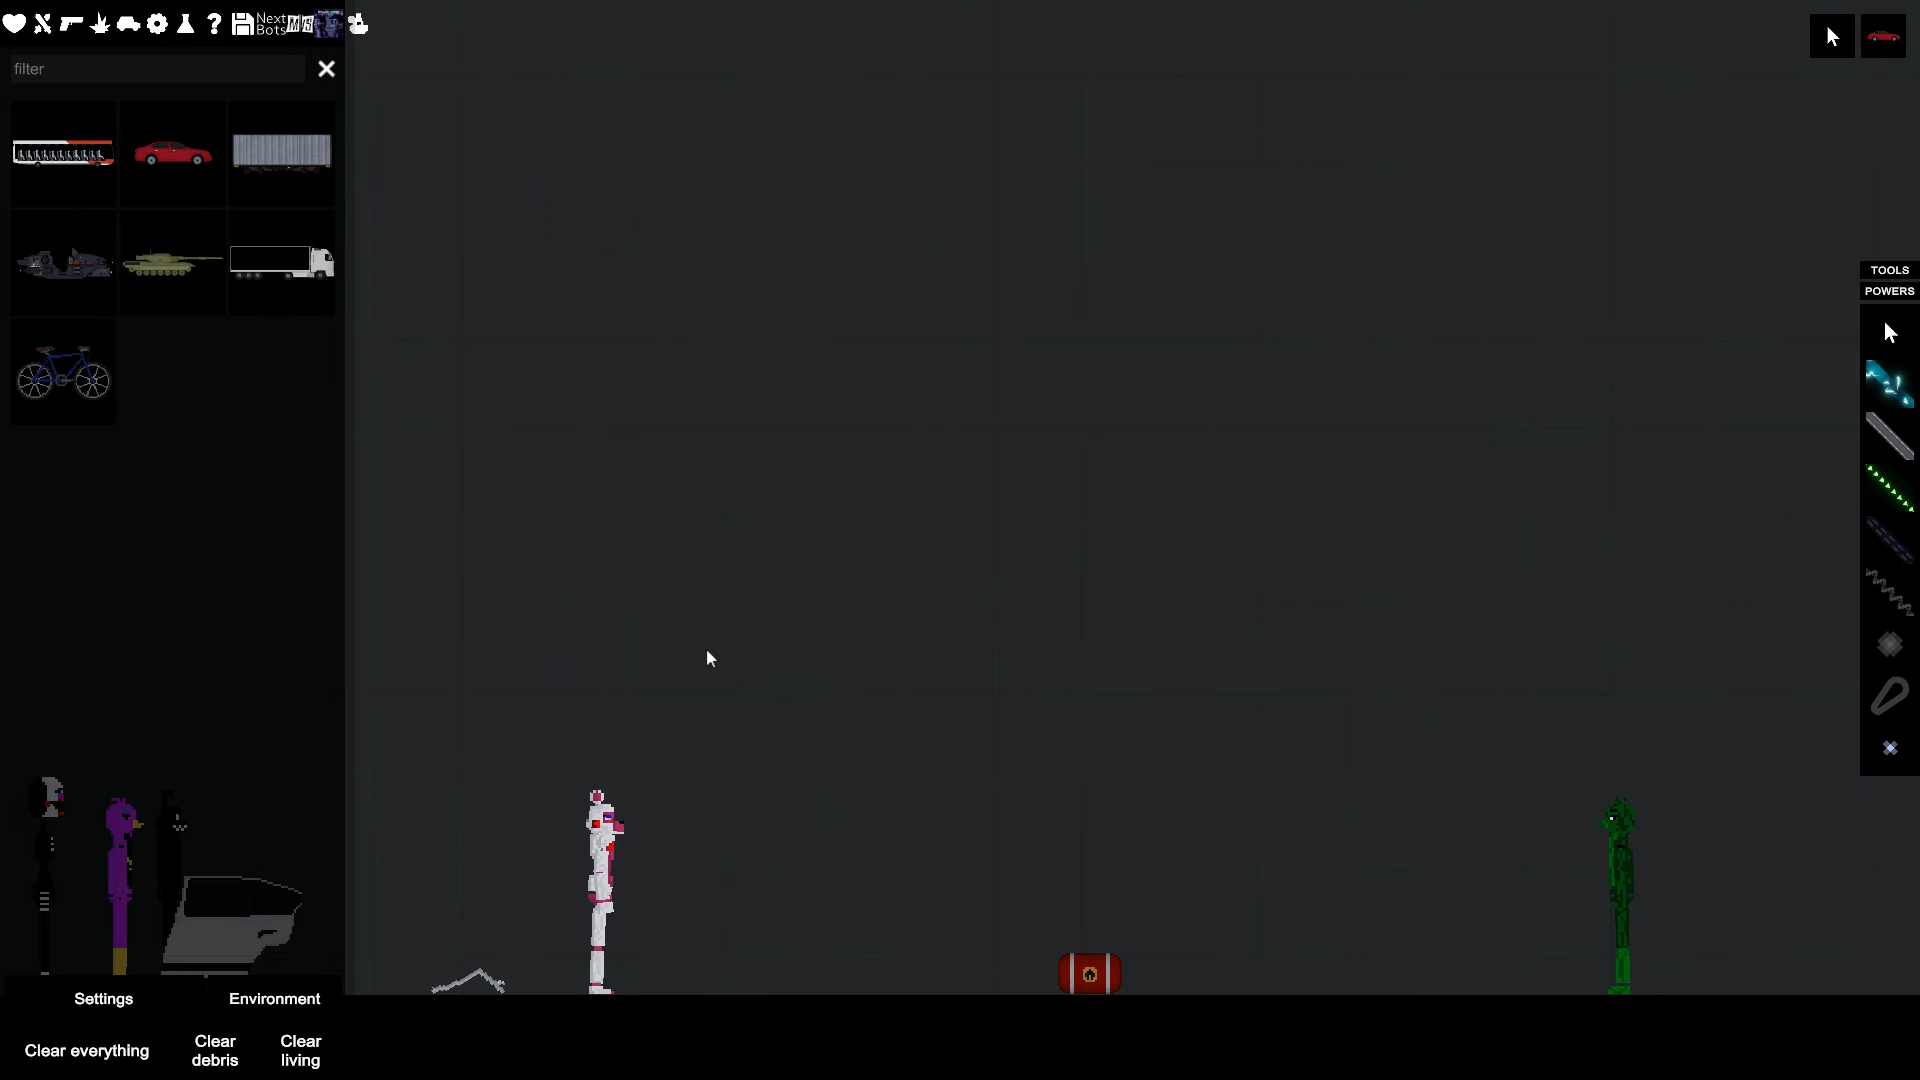 Next
Bots
filter
TOOLS
POWERS
Settings
Environment
Clear everything
Clear
debris
Clear
living